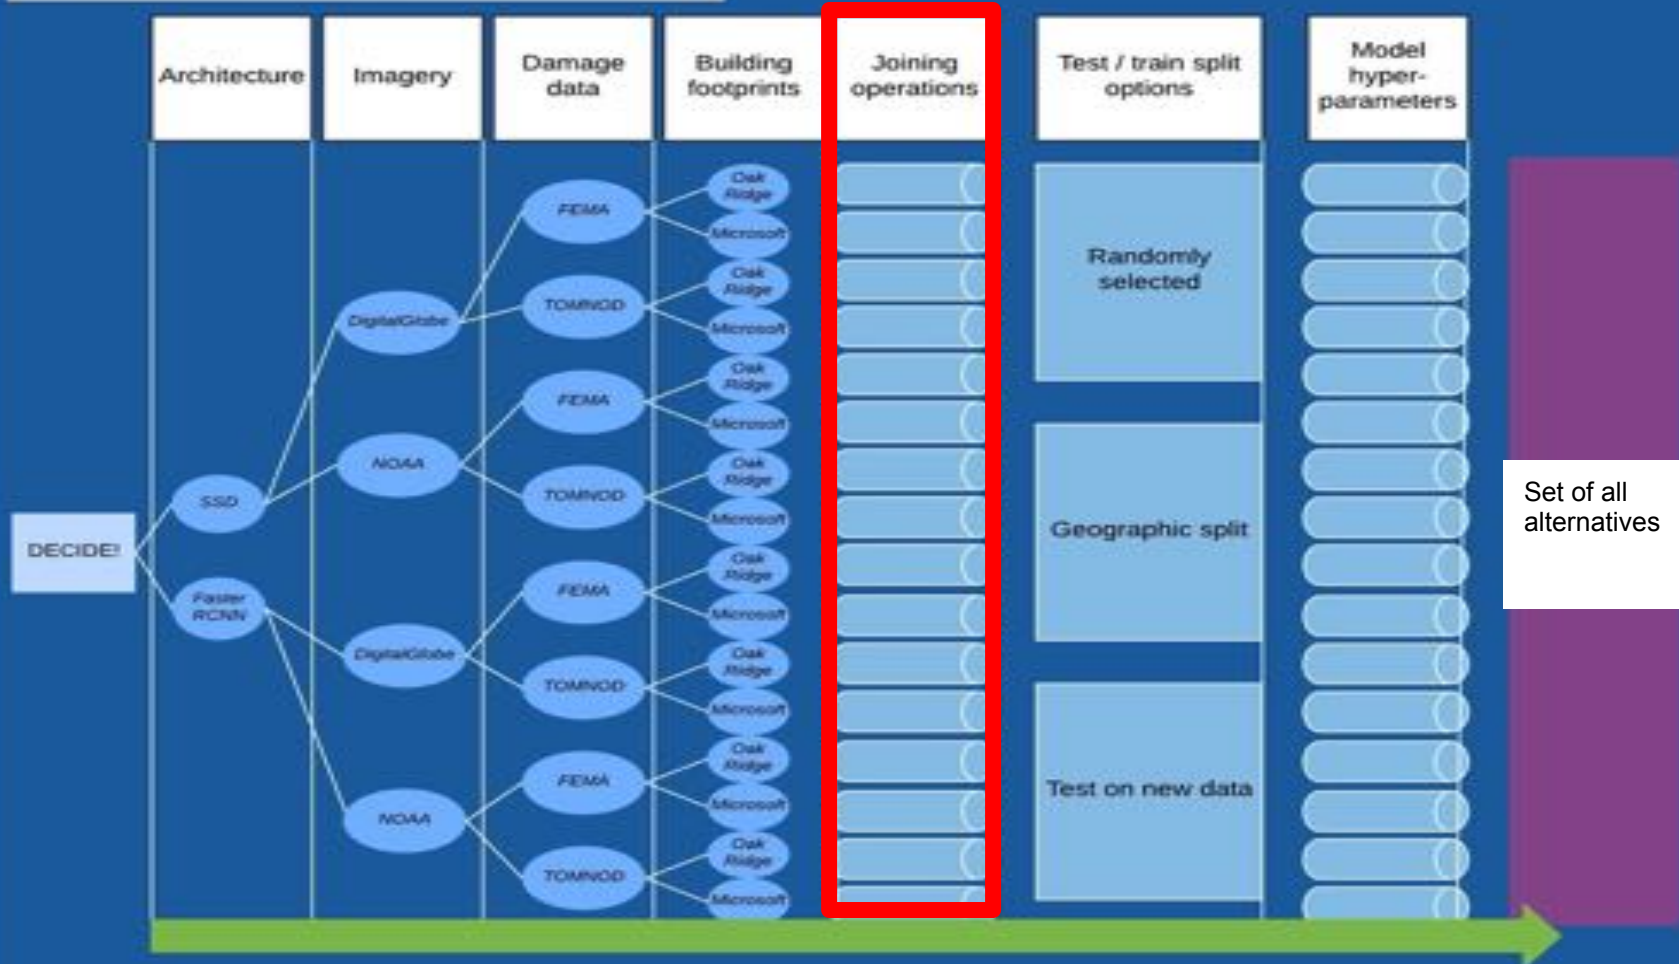 Architecture
Imagery
Damage
data
Building
footprints
Joining
operations
Test / train split
options
Model
hyper-
parameters
DECIDE!
SSD
Faster
RCNN
DigitalGlobe
NOAA
DigitalGlobe
NOAA
FEMA
TOMNOD
FEMA
TOMNOD
FEMA
TOMNOD
FEMA
TOMNOD
Oak
Ridge
Microsoft
Oak
Ridge
Microsoft
Oak
Ridge
Microsoft
Oak
Ridge
Microsoft
Oak
Ridge
Microsoft
Oak
Ridge
Microsoft
Oak
Ridge
Microsoft
Oak
Ridge
Microsoft
Randomly
selected
Geographic split
Test on new data
Set of all
alternatives